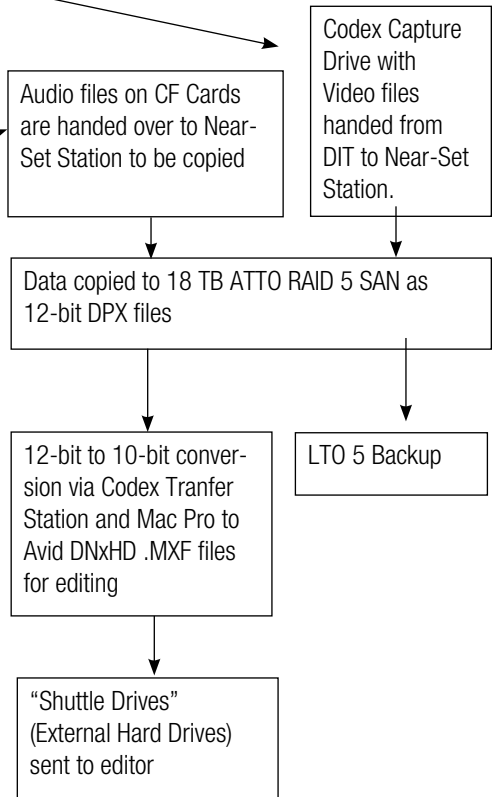 Codex Capture
Drive with
Video files
handed from
DIT to Near-Set
Station.
Audio files on CF Cards
are handed over to Near-
Set Station to be copied
Data copied to 18 TB ATTO RAID 5 SAN as
12-bit DPX files
12-bit to 10-bit conver-
sion via Codex Tranfer
Station and Mac Pro to
Avid DNxHD .MXF files
for editing
LTO 5 Backup
“Shuttle Drives”
(External Hard Drives)
sent to editor